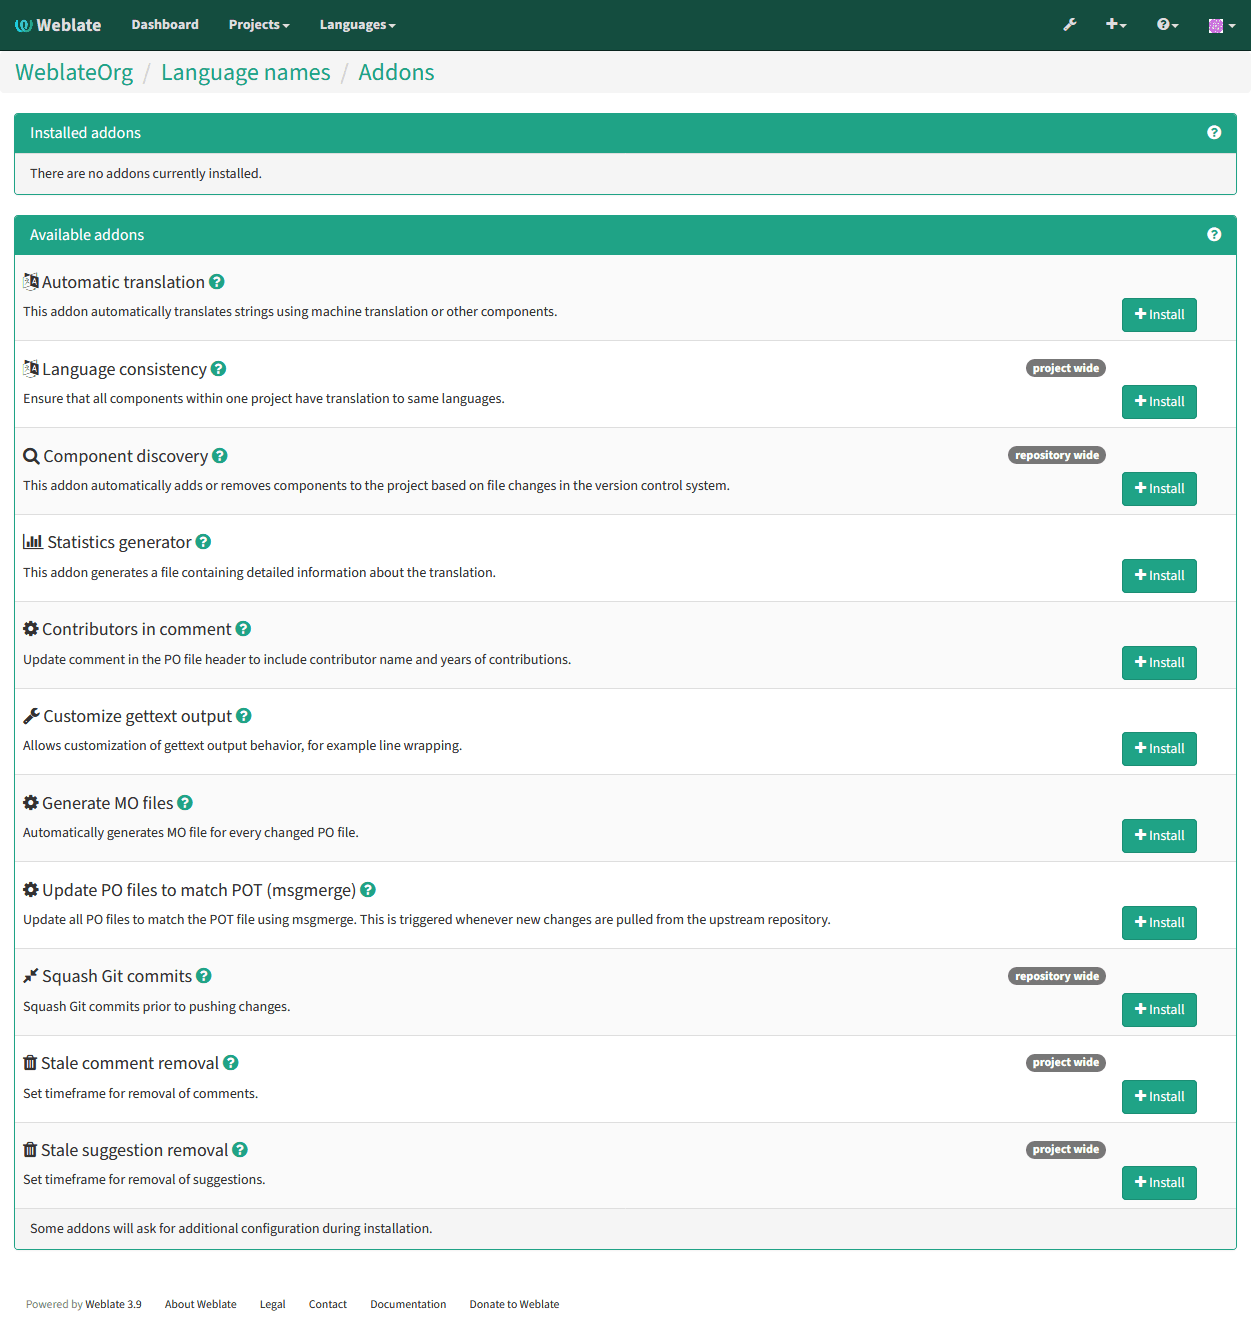 Weblate Dashboard Projects Languages
WeblateOrg / Language names / Addons
Installed addons
There are no addons currently installed.
Available addons
Automatic translation
This addon automatically translates strings using machine translation or other components.
Install
Language consistency project wide
Ensure that all components within one project have translation to same languages.
Install
Component discovery repository wide
This addon automatically adds or removes components to the project based on file changes in the version control system.
Install
Statistics generator
This addon generates a file containing detailed information about the translation.
Install
Contributors in comment
Update comment in the PO file header to include contributor name and years of contributions.
Install
Customize gettext output
Allows customization of gettext output behavior, for example line wrapping.
Install
Generate MO files
Automatically generates MO file for every changed PO file.
Install
Update PO files to match POT (msgmerge)
Update all PO files to match the POT file using msgmerge. This is triggered whenever new changes are pulled from the upstream repository.
Install
Squash Git commits repository wide
Squash Git commits prior to pushing changes.
Install
Stale comment removal project wide
Set timeframe for removal of comments.
Install
Stale suggestion removal project wide
Set timeframe for removal of suggestions.
Install
Some addons will ask for additional configuration during installation.
Powered by Weblate 3.9 About Weblate Legal Contact Documentation Donate to Weblate